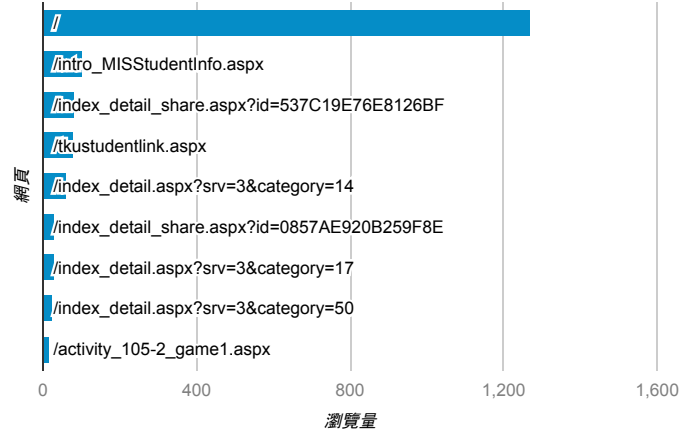 /
/intro_MISStudentInfo.aspx
/index_detail_share.aspx?id=537C19E76E8126BF
/tkustudentlink.aspx
/index_detail.aspx?srv=3&category=14
/index_detail_share.aspx?id=0857AE920B259F8E
/index_detail.aspx?srv=3&category=17
/index_detail.aspx?srv=3&category=50
/activity_105-2_game1.aspx
網頁
0 400 800 1,200 1,600
瀏覽量